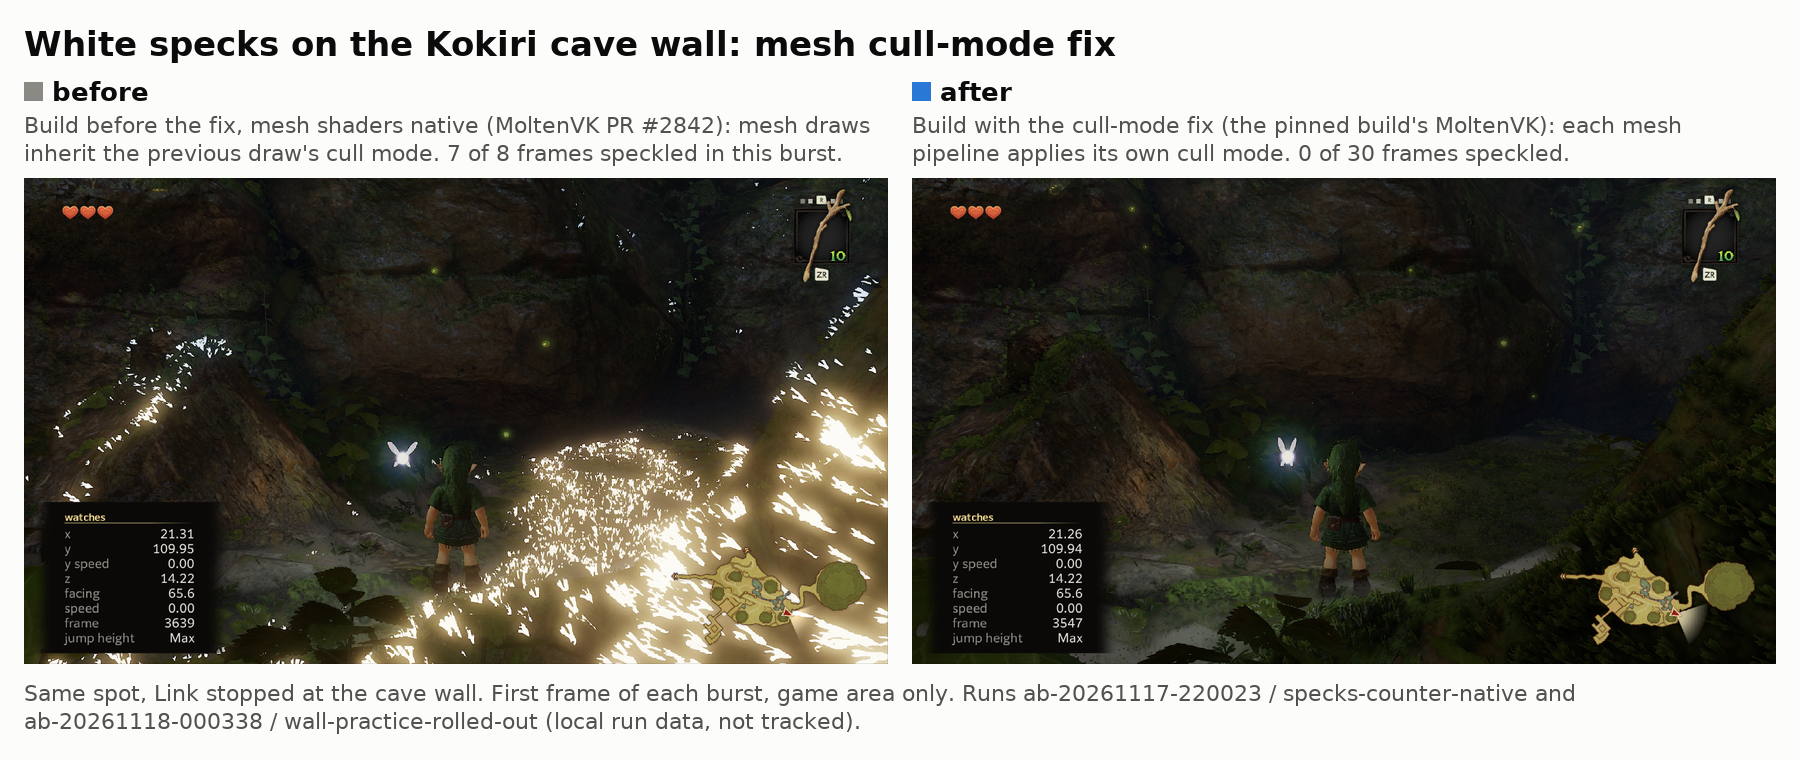 White specks on the Kokiri cave wall: mesh cull-mode fix
before
Build before the fix, mesh shaders native (MoltenVK PR #2842): mesh draws
inherit the previous draw's cull mode. 7 of 8 frames speckled in this burst.
after
Build with the cull-mode fix (the pinned build's MoltenVK): each mesh
pipeline applies its own cull mode. 0 of 30 frames speckled.
R
10
ZR
watches
x 21.31
y 109.95
y speed 0.00
z 14.22
facing 65.6
speed 0.00
frame 3639
jump height Max
R
10
ZR
watches
x 21.26
y 109.94
y speed 0.00
z 14.22
facing 65.6
speed 0.00
frame 3547
jump height Max
Same spot, Link stopped at the cave wall. First frame of each burst, game area only. Runs ab-20261117-220023 / specks-counter-native and
ab-20261118-000338 / wall-practice-rolled-out (local run data, not tracked).